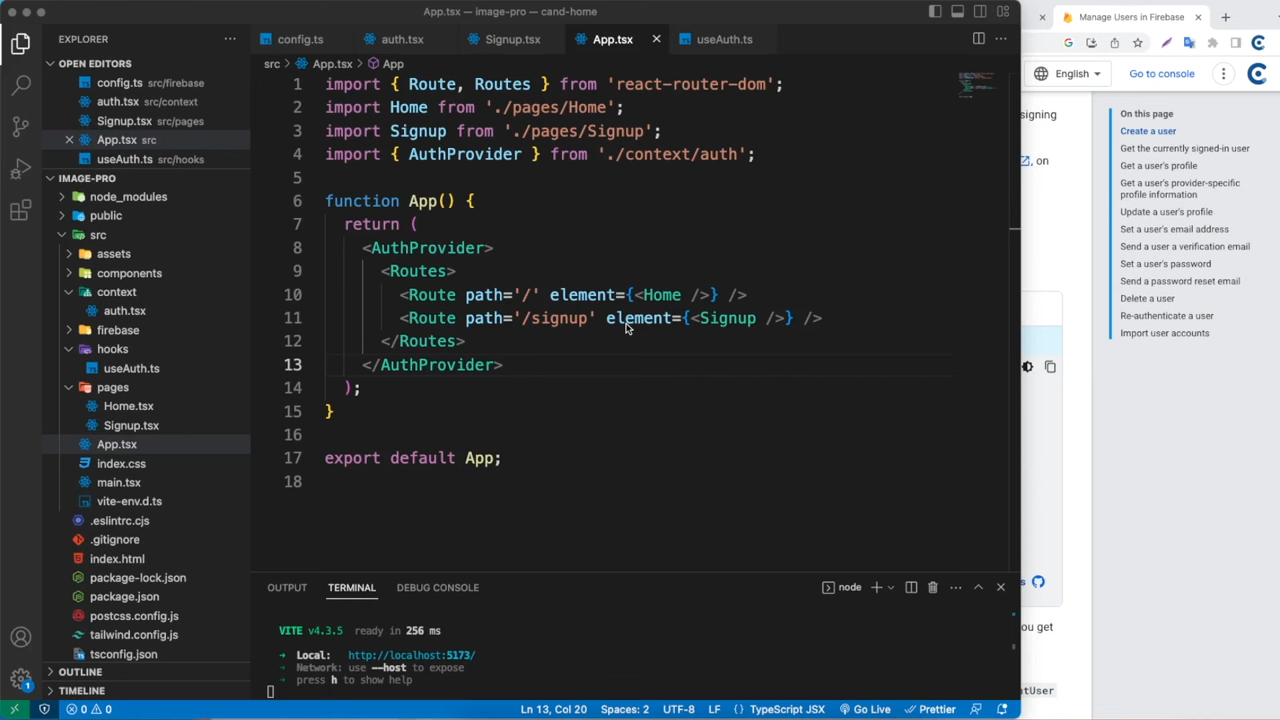 App.tsx — image-pro — cand-home
EXPLORER
OPEN EDITORS
config.ts src/firebase
auth.tsx src/context
Signup.tsx src/pages
App.tsx src
useAuth.ts src/hooks
IMAGE-PRO
node_modules
public
src
assets
components
context
auth.tsx
firebase
hooks
useAuth.ts
pages
Home.tsx
Signup.tsx
App.tsx
index.css
main.tsx
vite-env.d.ts
.eslintrc.cjs
.gitignore
index.html
package-lock.json
package.json
postcss.config.js
tailwind.config.js
tsconfig.json
OUTLINE
TIMELINE
config.ts
auth.tsx
Signup.tsx
App.tsx
useAuth.ts
src > App.tsx > App
1 import { Route, Routes } from 'react-router-dom';
2 import Home from './pages/Home';
3 import Signup from './pages/Signup';
4 import { AuthProvider } from './context/auth';
5
6 function App() {
7 return (
8 <AuthProvider>
9 <Routes>
10 <Route path='/' element={<Home />} />
11 <Route path='/signup' element={<Signup />} />
12 </Routes>
13 </AuthProvider>
14 );
15 }
16
17 export default App;
18
OUTPUT
TERMINAL
DEBUG CONSOLE
node
VITE v4.3.5 ready in 256 ms
➜ Local: http://localhost:5173/
➜ Network: use --host to expose
➜ press h to show help
1
0 0
Ln 13, Col 20
Spaces: 2
UTF-8
LF
{} TypeScript JSX
Go Live
Prettier
Manage Users in Firebase
English
Go to console
signing
, on
On this page
Create a user
Get the currently signed-in user
Get a user's profile
Get a user's provider-specific
profile information
Update a user's profile
Set a user's email address
Send a user a verification email
Set a user's password
Send a password reset email
Delete a user
Re-authenticate a user
Import user accounts
s
u get
ntUser